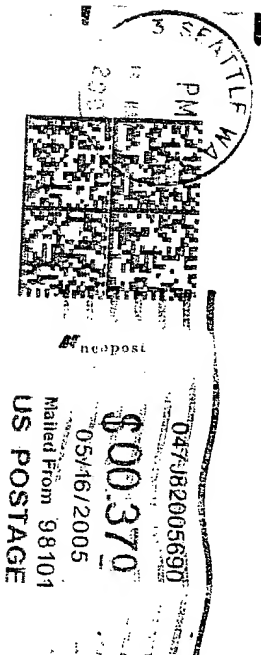 SEATTLE WA
PM
neopost
047J82005690
$ 00.370
05/16/2005
Mailed From 98101
US POSTAGE